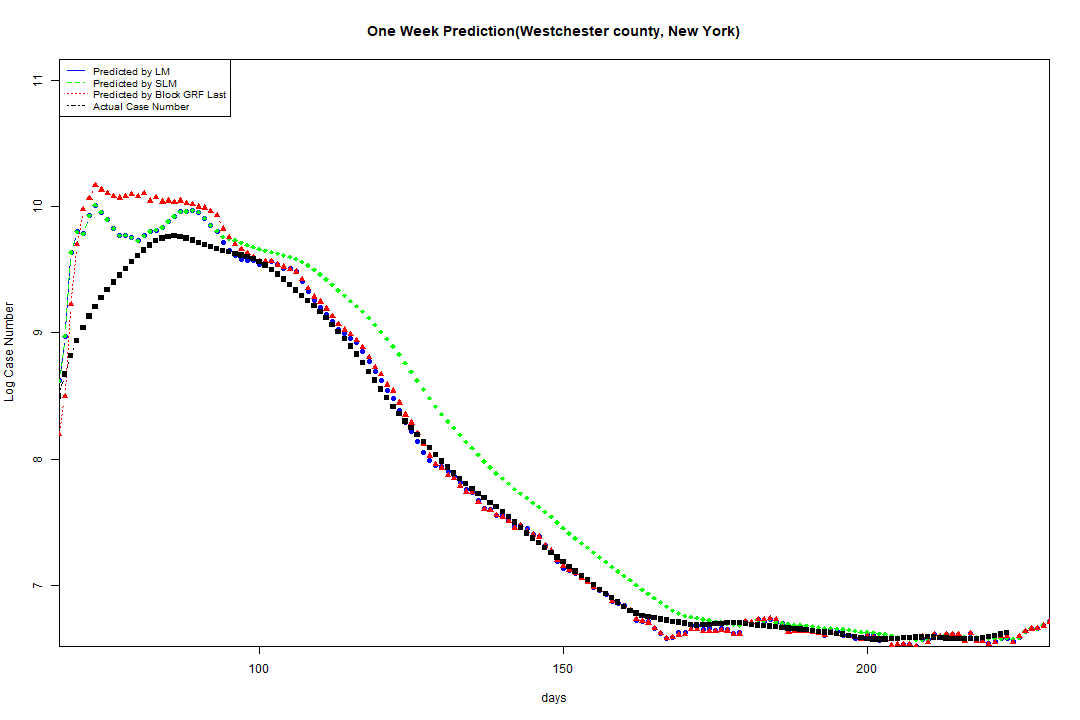 One Week Prediction(Westchester county, New York)
Predicted by LM
Predicted by SLM
Predicted by Block GRF Last
Actual Case Number
11
10
9
8
7
Log Case Number
100
150
200
days